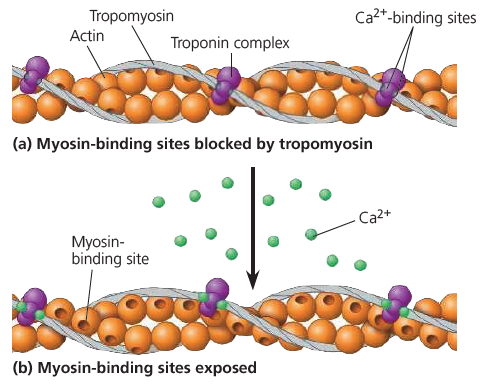 Tropomyosin
Actin
Troponin complex
Ca2+-binding sites
(a) Myosin-binding sites blocked by tropomyosin
Ca2+
Myosin-
binding site
(b) Myosin-binding sites exposed